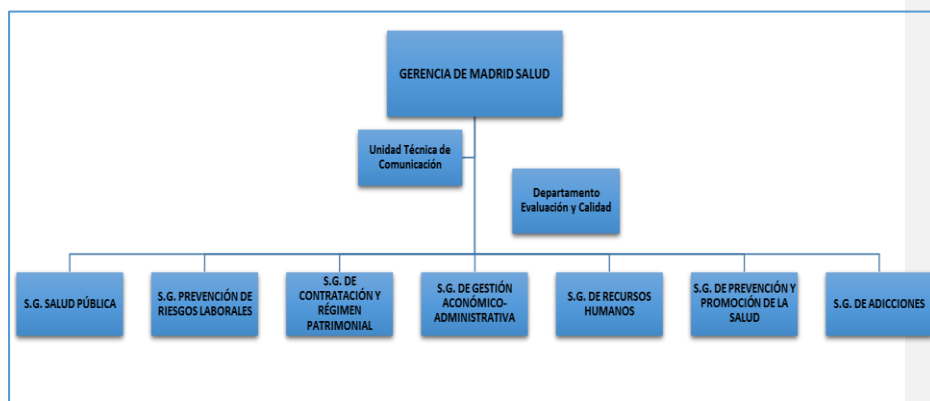 GERENCIA DE MADRID SALUD
Unidad Técnica de
Comunicación
Departamento
Evaluación y Calidad
S.G. SALUD PÚBLICA
S.G. PREVENCIÓN DE
RIESGOS LABORALES
S.G. DE
CONTRATACIÓN Y
RÉGIMEN
PATRIMONIAL
S.G. DE GESTIÓN
ACONÓMICO-
ADMINISTRATIVA
S.G. DE RECURSOS
HUMANOS
S.G. DE PREVENCIÓN Y
PROMOCIÓN DE LA
SALUD
S.G. DE ADICCIONES